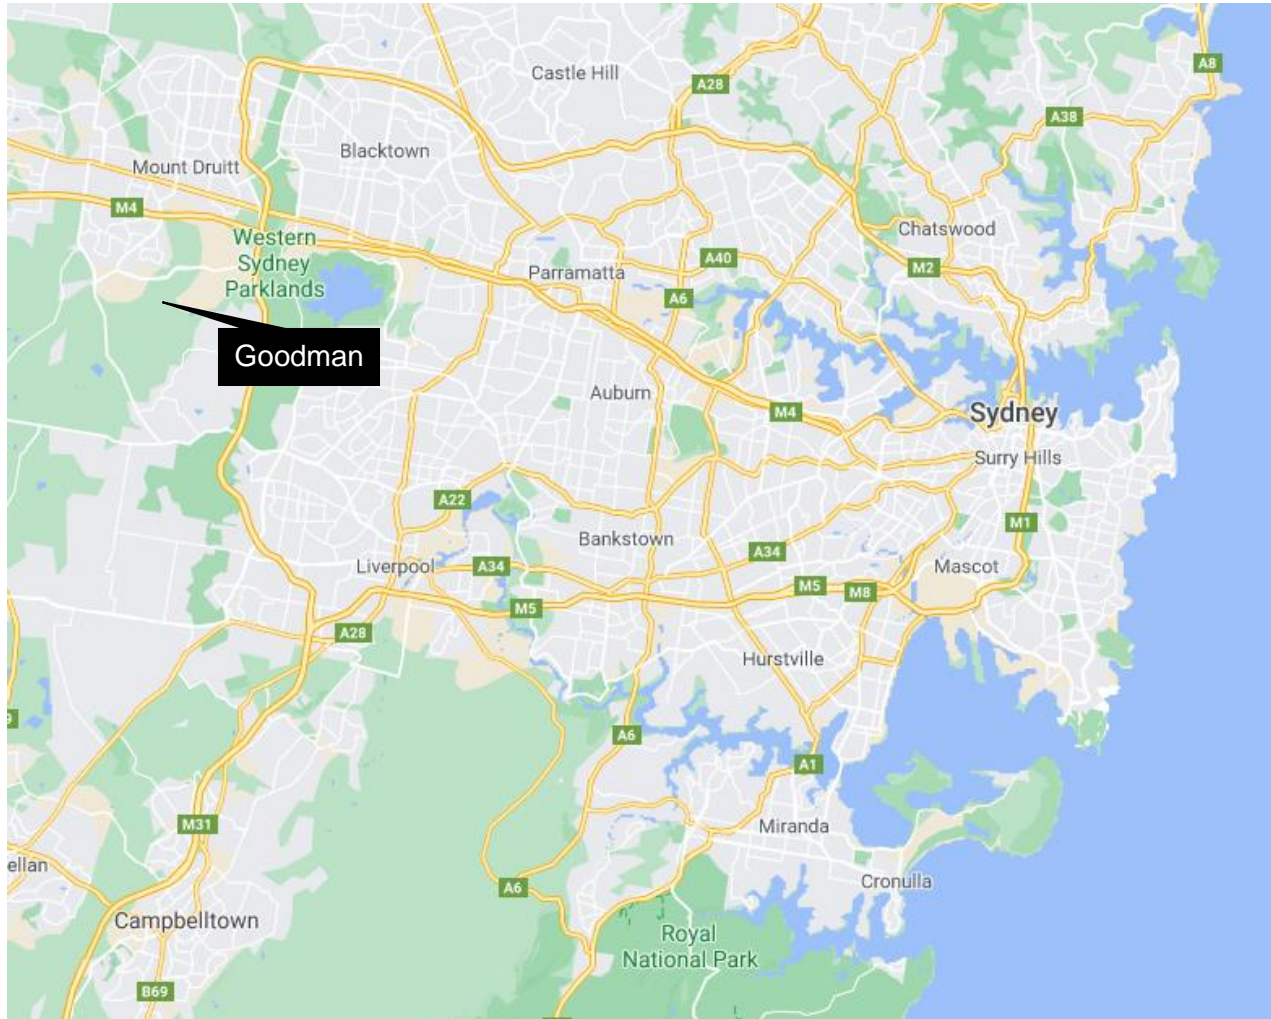 A8
Castle Hill
A28
A38
Blacktown
Mount Druitt
M4
Chatswood
Western
Sydney
Parklands
A40
M2
Parramatta
A6
Goodman
Auburn
M4
Sydney
Surry Hills
A22
M1
Bankstown
A34
Liverpool
A34
Mascot
M5
M8
M5
A28
Hurstville
9
A6
A1
M31
Miranda
ellan
Cronulla
A6
Campbelltown
Royal
National Park
B69